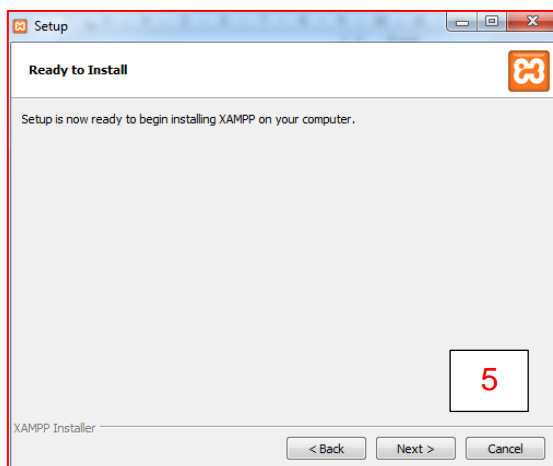 Setup
Ready to Install
Setup is now ready to begin installing XAMPP on your computer.
5
XAMPP Installer
< Back Next > Cancel